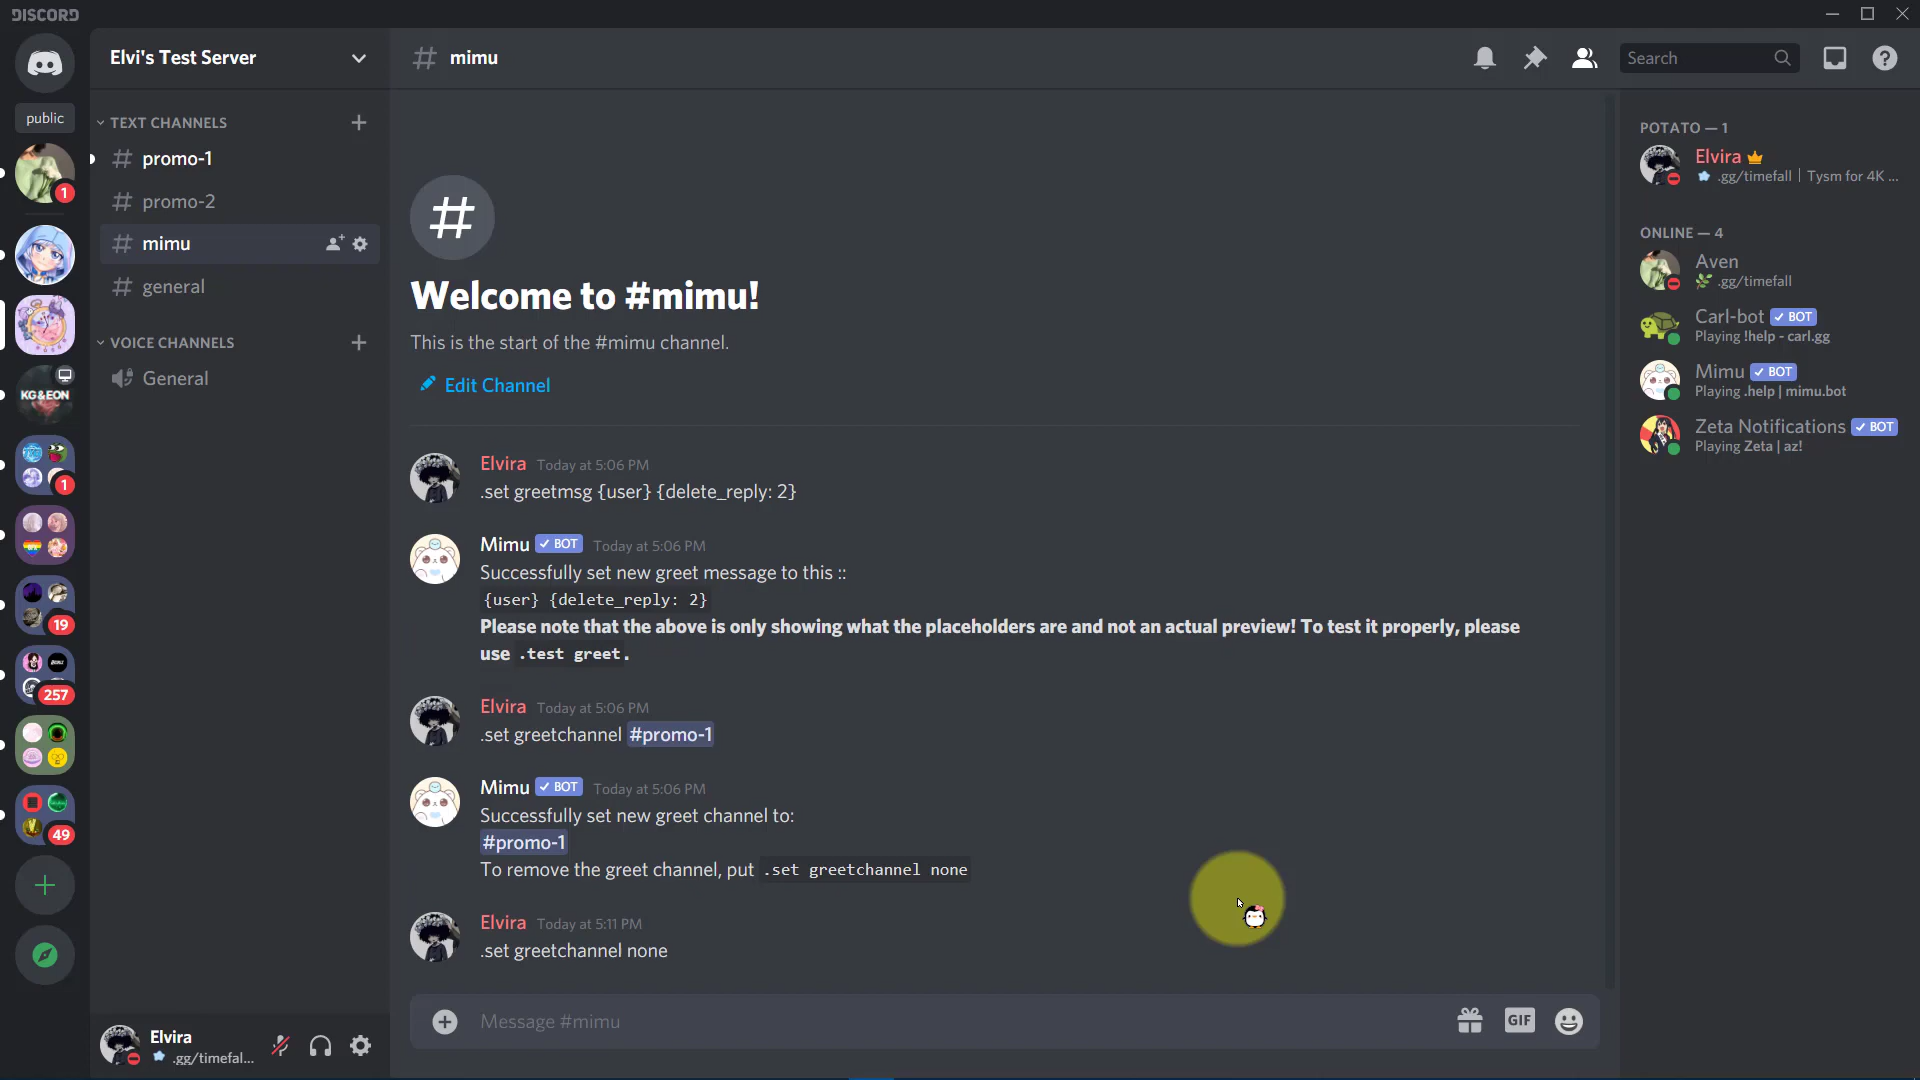 DISCORD
Elvi's Test Server
mimu
Search
public
TEXT CHANNELS
promo-1
promo-2
mimu
general
VOICE CHANNELS
General
1
KG&EON
1
19
257
49
Welcome to #mimu!
This is the start of the #mimu channel.
Edit Channel
Elvira Today at 5:06 PM
.set greetmsg {user} {delete_reply: 2}
Mimu BOT Today at 5:06 PM
Successfully set new greet message to this ::
{user} {delete_reply: 2}
Please note that the above is only showing what the placeholders are and not an actual preview! To test it properly, please
use .test greet.
Elvira Today at 5:06 PM
.set greetchannel #promo-1
Mimu BOT Today at 5:06 PM
Successfully set new greet channel to:
#promo-1
To remove the greet channel, put .set greetchannel none
Elvira Today at 5:11 PM
.set greetchannel none
Message #mimu
GIF
Elvira
.gg/timefal...
POTATO — 1
Elvira
.gg/timefall | Tysm for 4K ...
ONLINE — 4
Aven
.gg/timefall
Carl-bot BOT
Playing !help - carl.gg
Mimu BOT
Playing .help | mimu.bot
Zeta Notifications BOT
Playing Zeta | az!